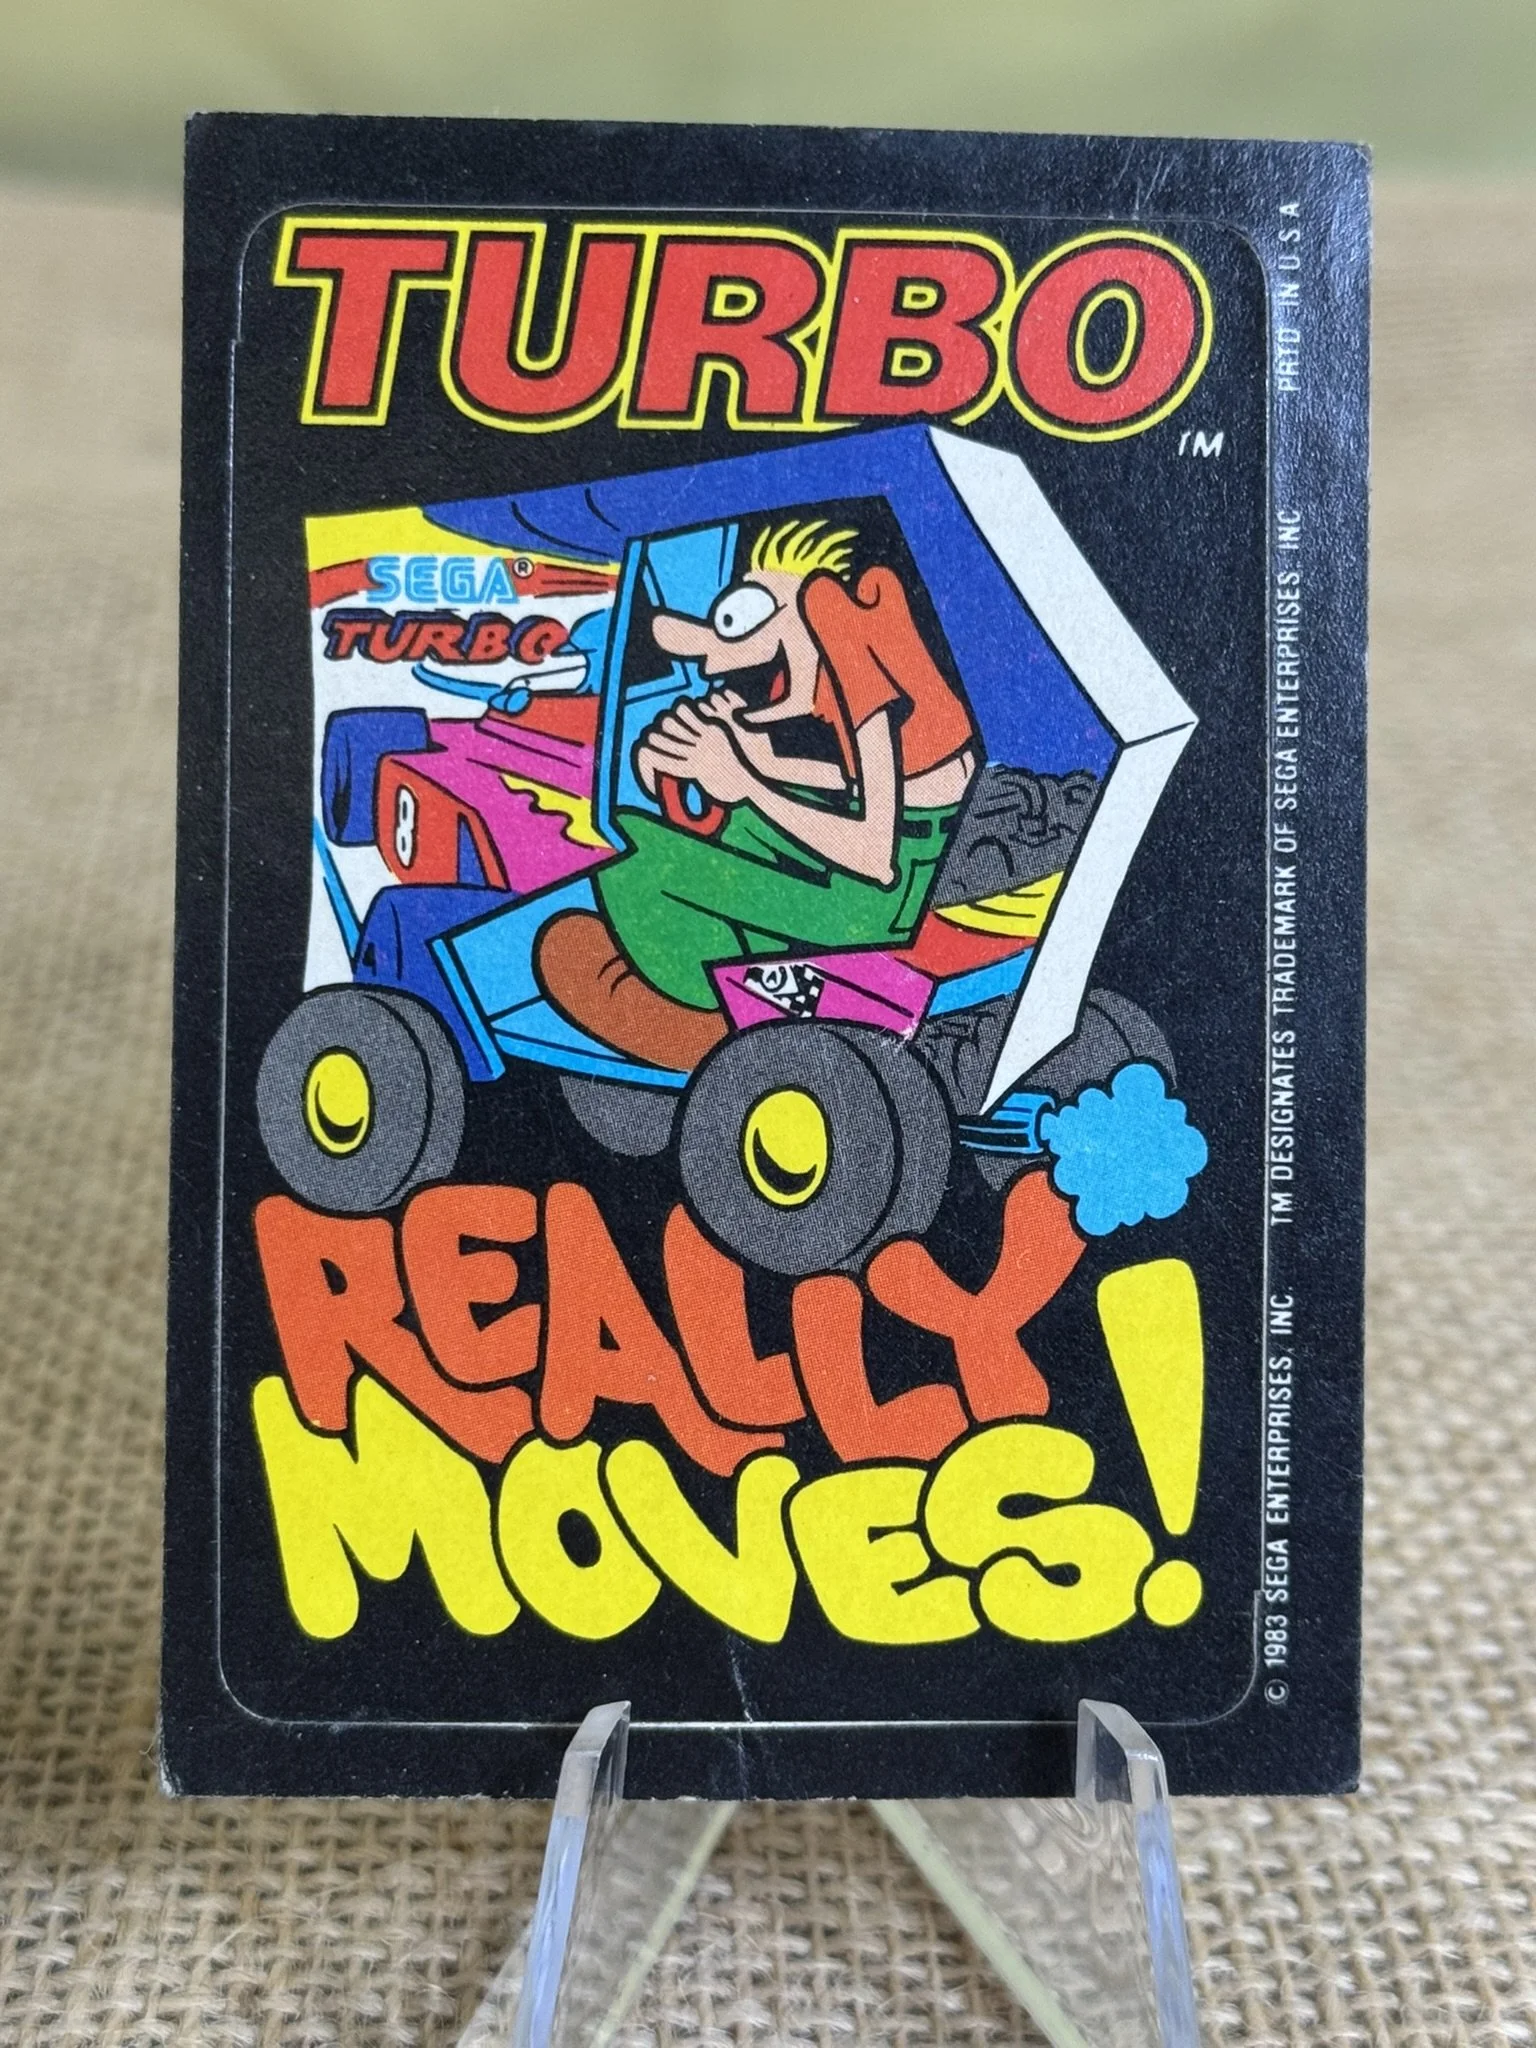 TURBO
TM
SEGA®
TURBO
8
REALLY
MOVES!
© 1983 SEGA ENTERPRISES, INC. TM DESIGNATES TRADEMARK OF SEGA ENTERPRISES INC PRTD IN U S A